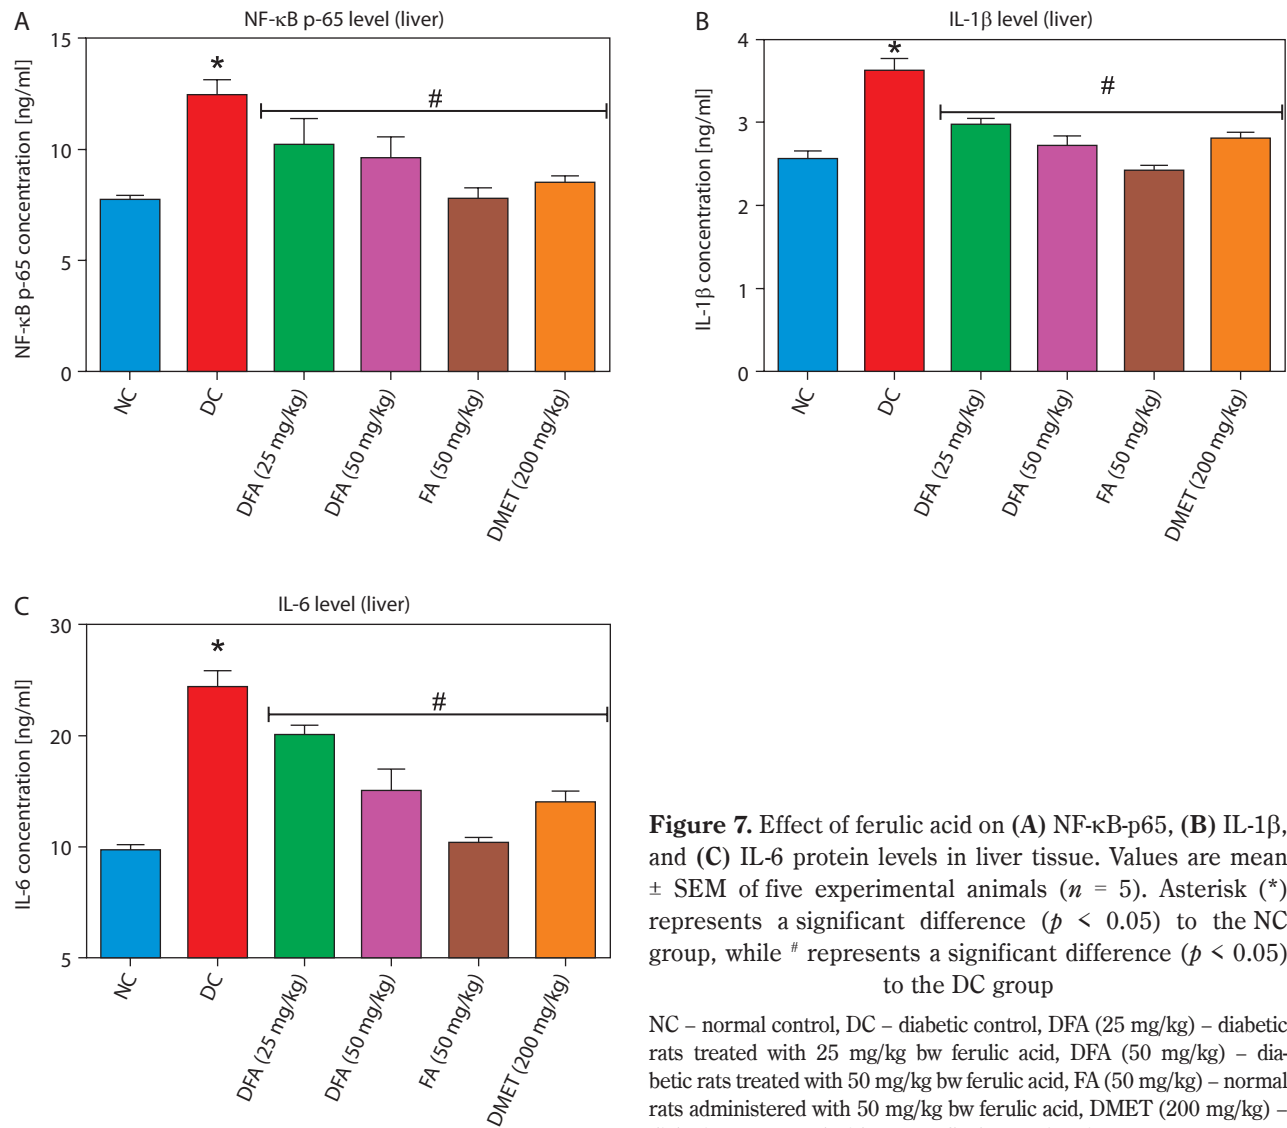 A
NF-κB p-65 level (liver)
NF-κB p-65 concentration [ng/ml]
15
10
5
0
*
#
NC
DC
DFA (25 mg/kg)
DFA (50 mg/kg)
FA (50 mg/kg)
DMET (200 mg/kg)
B
IL-1β level (liver)
IL-1β concentration [ng/ml]
4
3
2
1
0
*
#
NC
DC
DFA (25 mg/kg)
DFA (50 mg/kg)
FA (50 mg/kg)
DMET (200 mg/kg)
C
IL-6 level (liver)
IL-6 concentration [ng/ml]
30
20
10
5
*
#
NC
DC
DFA (25 mg/kg)
DFA (50 mg/kg)
FA (50 mg/kg)
DMET (200 mg/kg)
Figure 7. Effect of ferulic acid on (A) NF-κB-p65, (B) IL-1β,
and (C) IL-6 protein levels in liver tissue. Values are mean
± SEM of five experimental animals (n = 5). Asterisk (*)
represents a significant difference (p < 0.05) to the NC
group, while # represents a significant difference (p < 0.05)
to the DC group
NC – normal control, DC – diabetic control, DFA (25 mg/kg) – diabetic
rats treated with 25 mg/kg bw ferulic acid, DFA (50 mg/kg) – dia-
betic rats treated with 50 mg/kg bw ferulic acid, FA (50 mg/kg) – normal
rats administered with 50 mg/kg bw ferulic acid, DMET (200 mg/kg) –